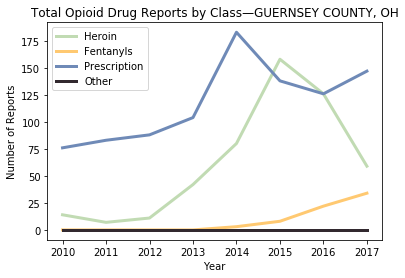 Total Opioid Drug Reports by Class—GUERNSEY COUNTY, OH
Heroin
Fentanyls
Prescription
Other
Number of Reports
175
150
125
100
75
50
25
0
2010 2011 2012 2013 2014 2015 2016 2017
Year